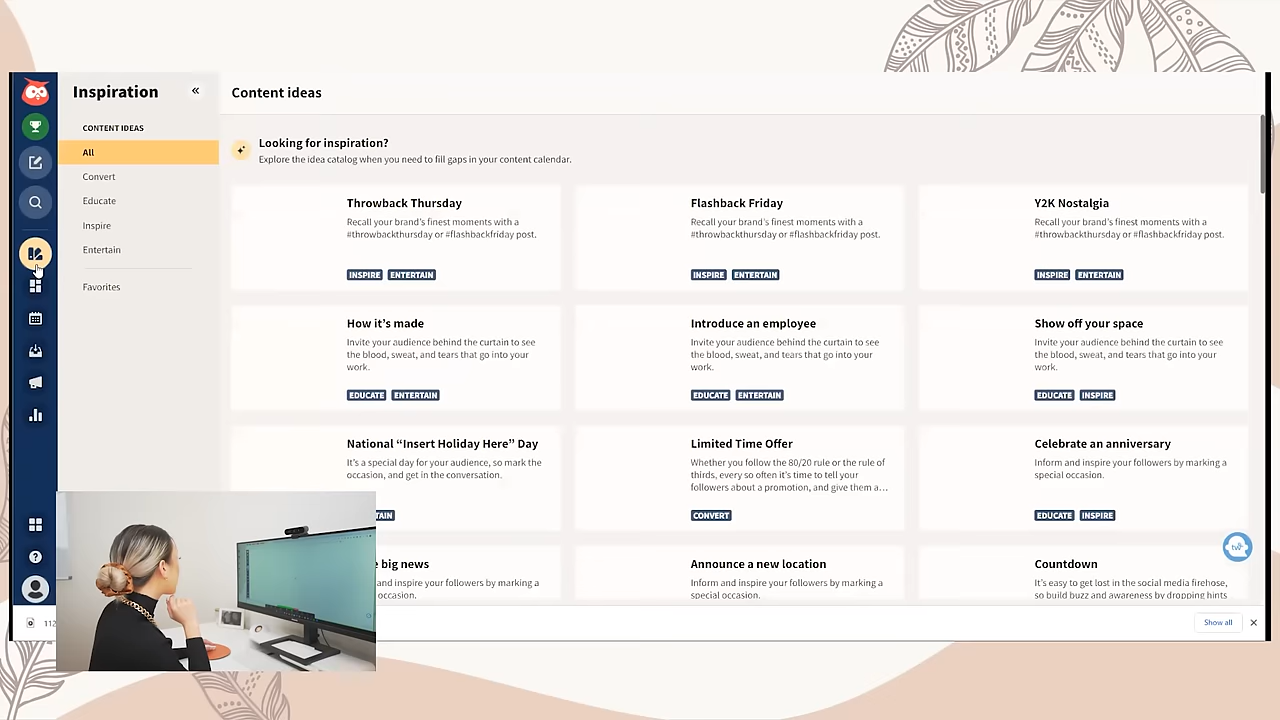 Inspiration
«
CONTENT IDEAS
All
Convert
Educate
Inspire
Entertain
Favorites
Content ideas
Looking for inspiration?
Explore the idea catalog when you need to fill gaps in your content calendar.
Throwback Thursday
Recall your brand's finest moments with a
#throwbackthursday or #flashbackfriday post.
INSPIRE ENTERTAIN
Flashback Friday
Recall your brand's finest moments with a
#throwbackthursday or #flashbackfriday post.
INSPIRE ENTERTAIN
Y2K Nostalgia
Recall your brand's finest moments with a
#throwbackthursday or #flashbackfriday post.
INSPIRE ENTERTAIN
How it's made
Invite your audience behind the curtain to see
the blood, sweat, and tears that go into your
work.
EDUCATE ENTERTAIN
Introduce an employee
Invite your audience behind the curtain to see
the blood, sweat, and tears that go into your
work.
EDUCATE ENTERTAIN
Show off your space
Invite your audience behind the curtain to see
the blood, sweat, and tears that go into your
work.
EDUCATE INSPIRE
National “Insert Holiday Here” Day
It's a special day for your audience, so mark the
occasion, and get in the conversation.
TAIN
Limited Time Offer
Whether you follow the 80/20 rule or the rule of
thirds, every so often it's time to tell your
followers about a promotion, and give them a...
CONVERT
Celebrate an anniversary
Inform and inspire your followers by marking a
special occasion.
EDUCATE INSPIRE
big news
and inspire your followers by marking a
occasion.
Announce a new location
Inform and inspire your followers by marking a
special occasion.
Countdown
It's easy to get lost in the social media firehose,
so build buzz and awareness by dropping hints
112
Show all